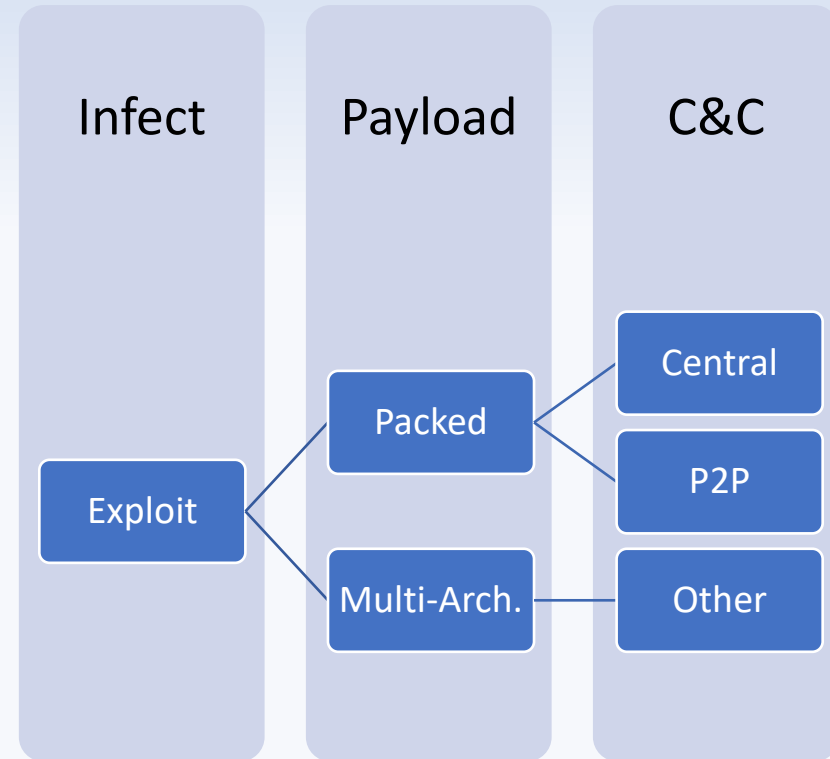 Infect
Payload
C&C
Exploit
Packed
Multi-Arch.
Central
P2P
Other